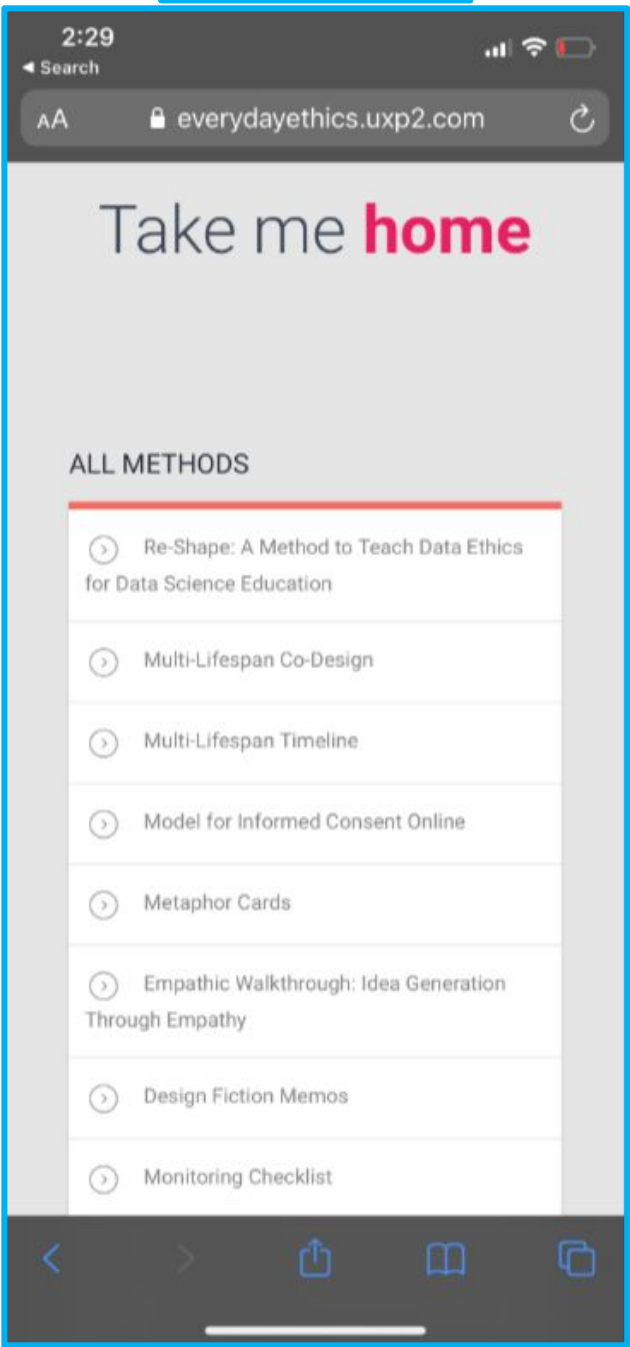 2:29
◀ Search
AA everydayethics.uxp2.com
Take me home
ALL METHODS
Re-Shape: A Method to Teach Data Ethics
for Data Science Education
Multi-Lifespan Co-Design
Multi-Lifespan Timeline
Model for Informed Consent Online
Metaphor Cards
Empathic Walkthrough: Idea Generation
Through Empathy
Design Fiction Memos
Monitoring Checklist